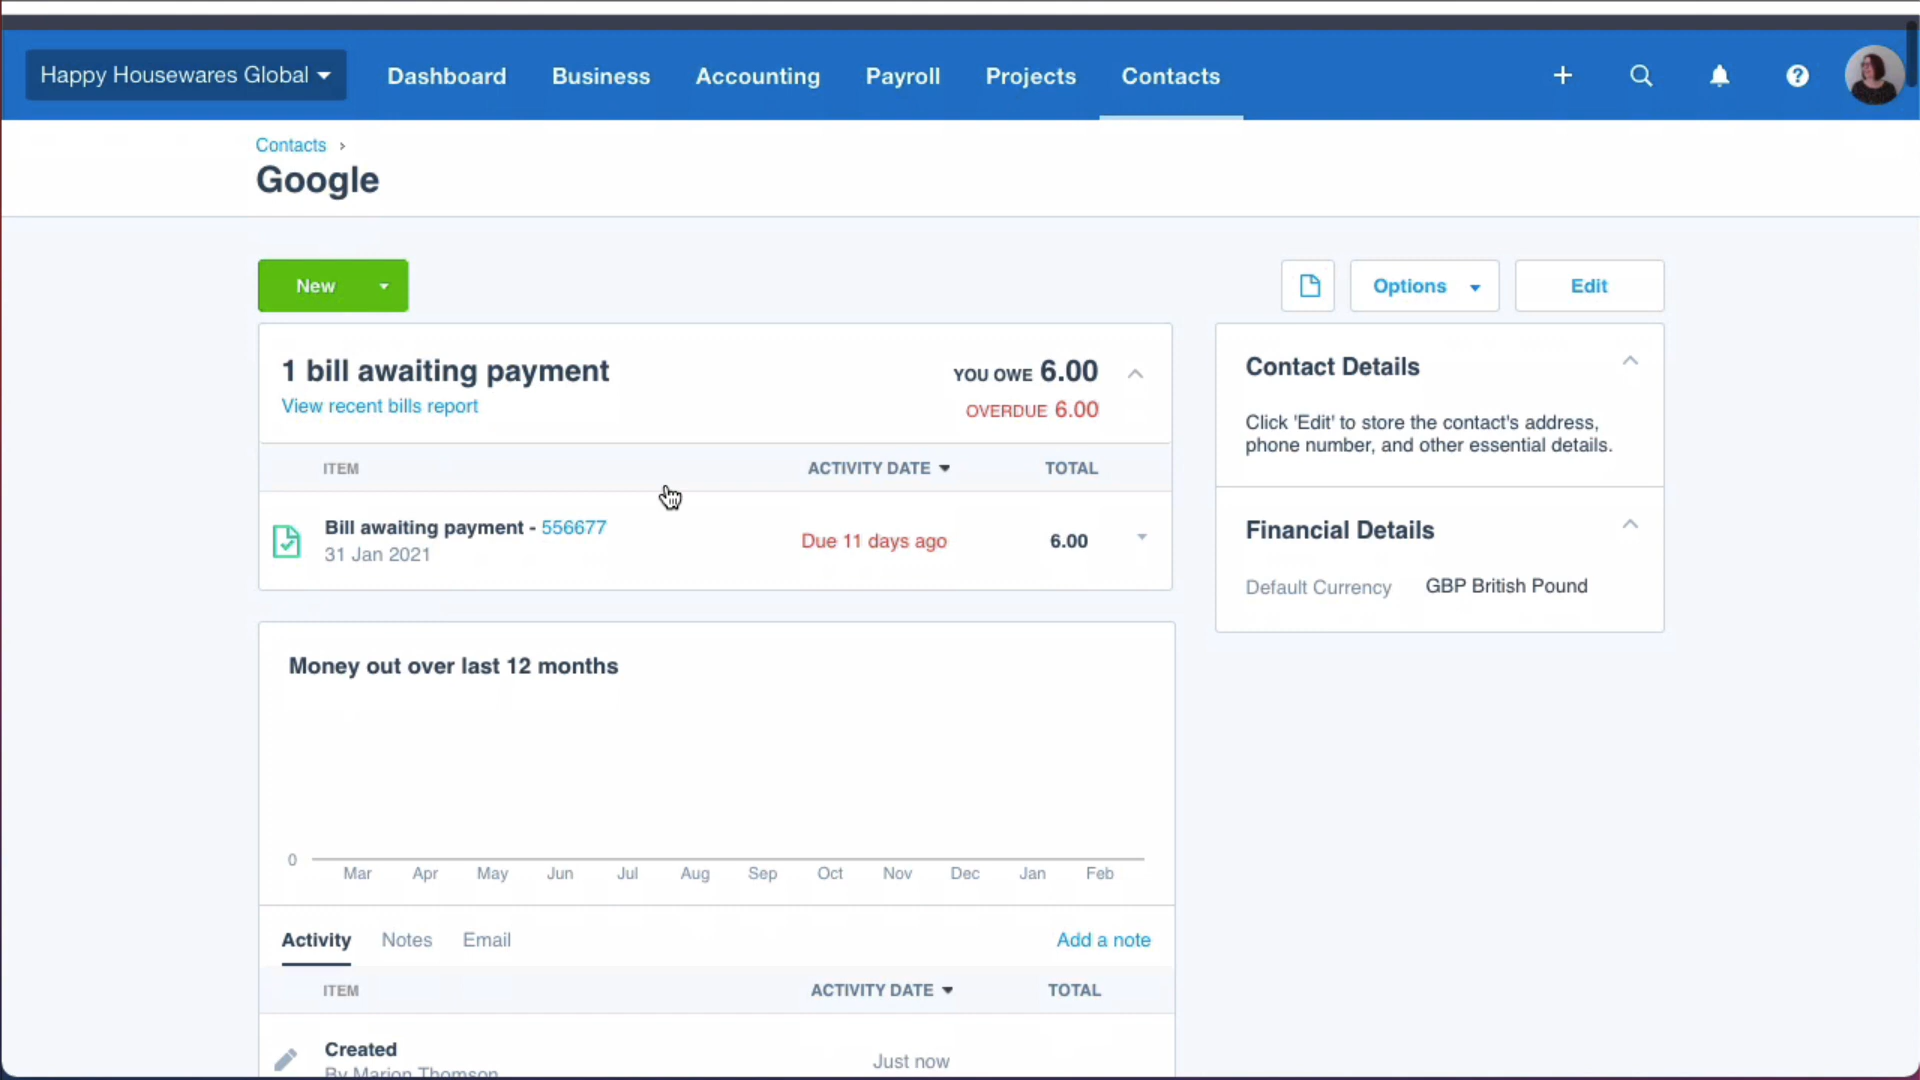 Happy Housewares Global
Dashboard
Business
Accounting
Payroll
Projects
Contacts
Contacts ›
Google
New
Options
Edit
1 bill awaiting payment
YOU OWE 6.00
View recent bills report
OVERDUE 6.00
ITEM
ACTIVITY DATE
TOTAL
Bill awaiting payment - 556677
31 Jan 2021
Due 11 days ago
6.00
Contact Details
Click 'Edit' to store the contact's address,
phone number, and other essential details.
Financial Details
Default Currency
GBP British Pound
Money out over last 12 months
0
Mar Apr May Jun Jul Aug Sep Oct Nov Dec Jan Feb
Activity
Notes
Email
Add a note
ITEM
ACTIVITY DATE
TOTAL
Created
Just now
By Marion Thomson